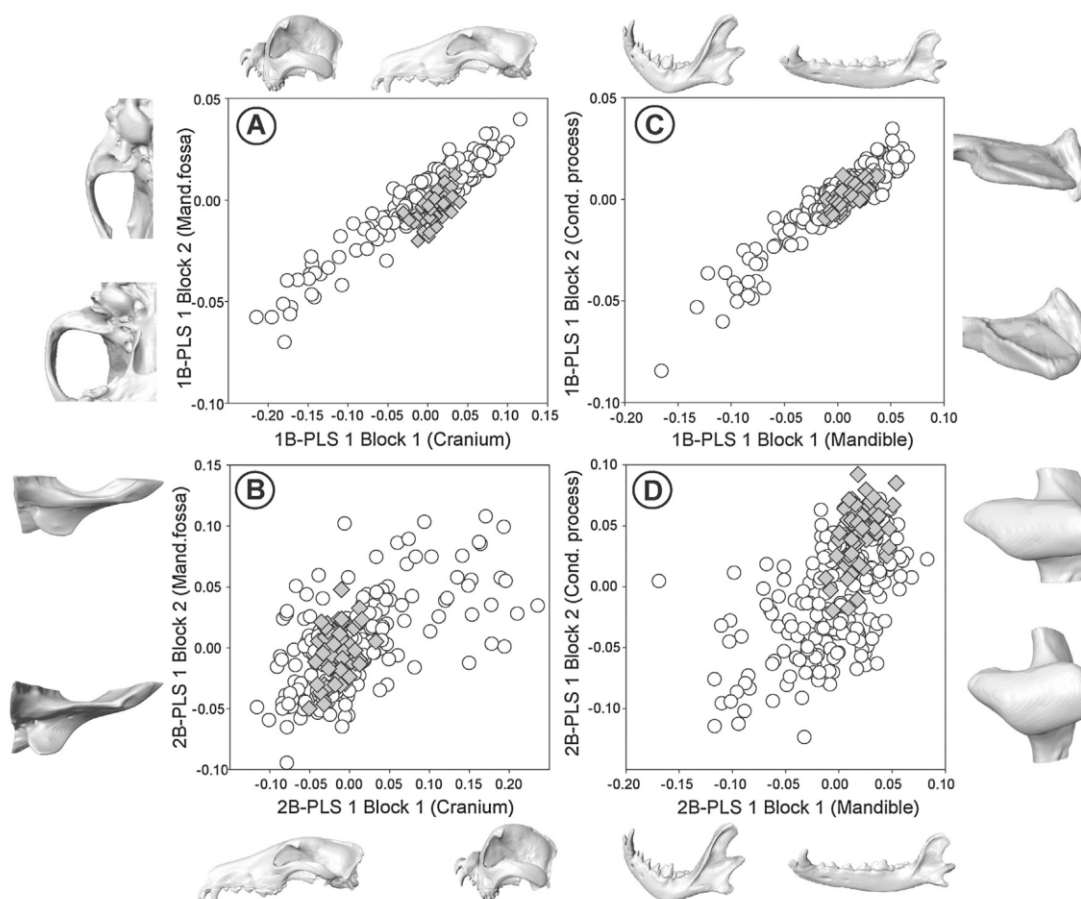 A
0.05
0.00
-0.05
-0.10
1B-PLS 1 Block 2 (Mand.fossa)
-0.20 -0.15 -0.10 -0.05 0.00 0.05 0.10 0.15
1B-PLS 1 Block 1 (Cranium)
C
0.05
0.00
-0.05
-0.10
1B-PLS 1 Block 2 (Cond. process)
-0.20 -0.15 -0.10 -0.05 0.00 0.05 0.10
1B-PLS 1 Block 1 (Mandible)
B
0.15
0.10
0.05
0.00
-0.05
-0.10
2B-PLS 1 Block 2 (Mand.fossa)
-0.10 -0.05 0.00 0.05 0.10 0.15 0.20
2B-PLS 1 Block 1 (Cranium)
D
0.10
0.05
0.00
-0.05
-0.10
2B-PLS 1 Block 2 (Cond. process)
-0.20 -0.15 -0.10 -0.05 0.00 0.05 0.10
2B-PLS 1 Block 1 (Mandible)